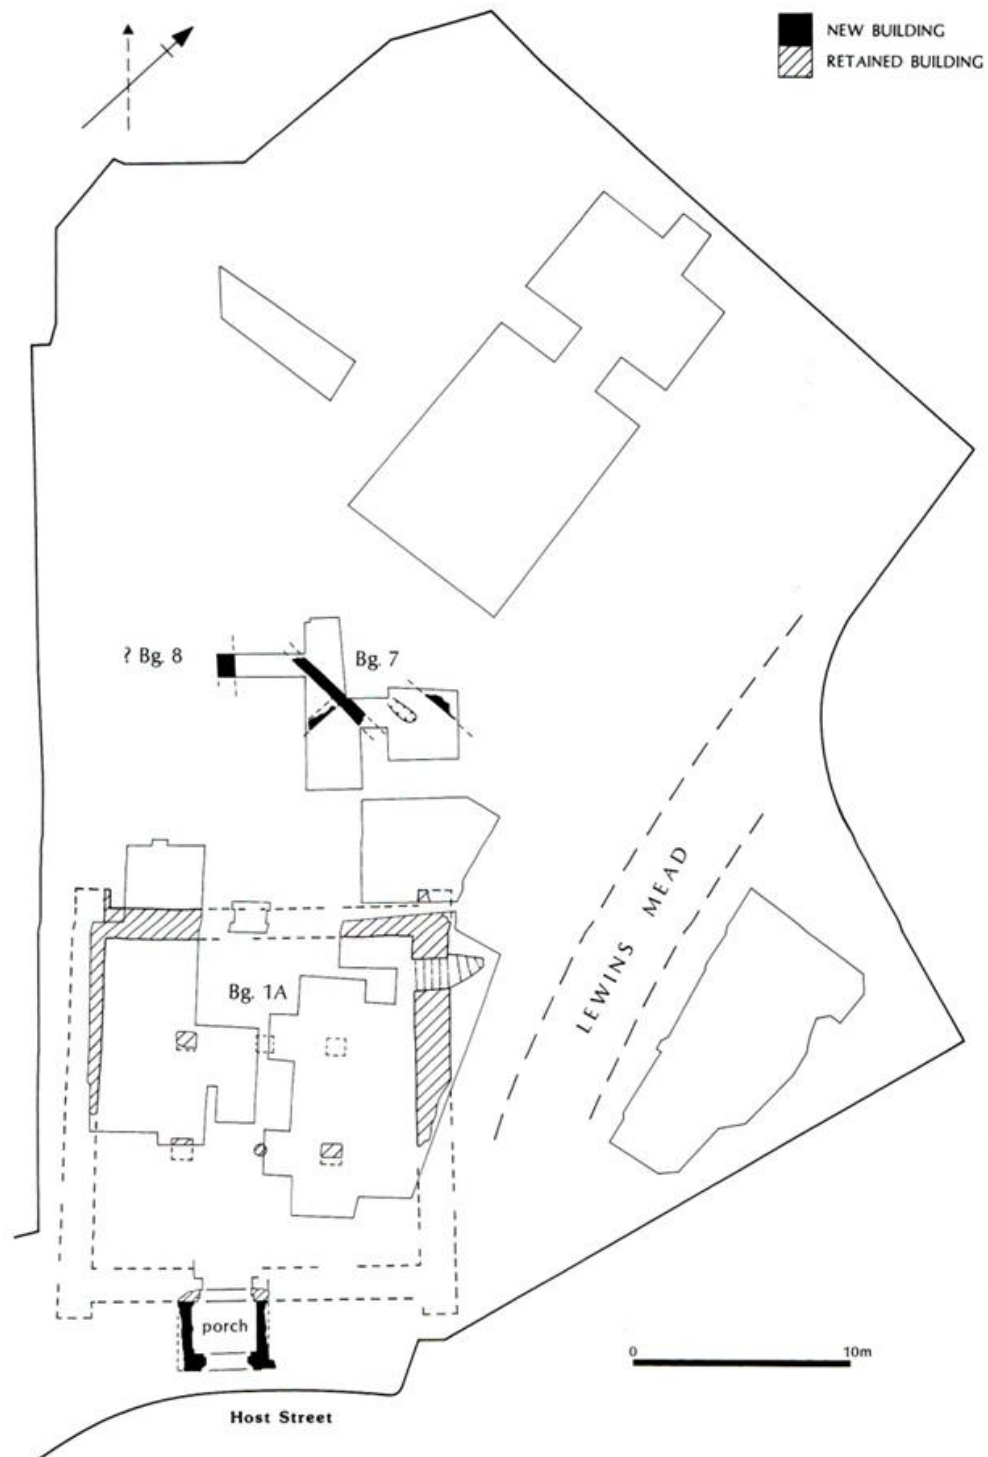 NEW BUILDING
RETAINED BUILDING
? Bg. 8
Bg. 7
LEWINS MEAD
Bg. 1A
porch
0 10m
Host Street